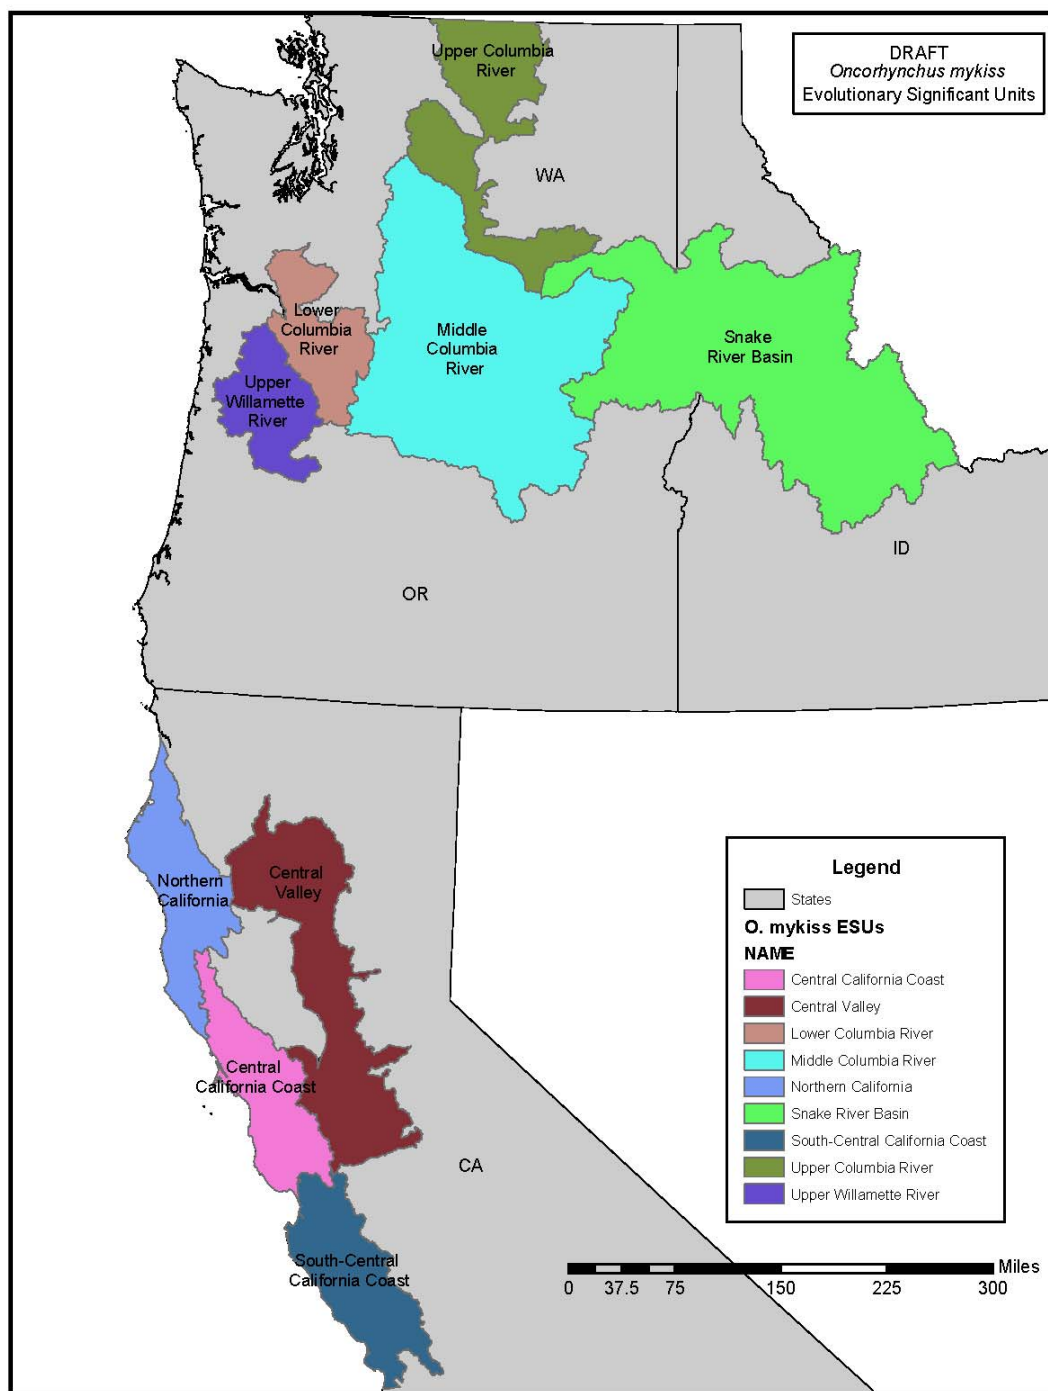 DRAFT
Oncorhynchus mykiss
Evolutionary Significant Units
Upper Columbia
River
WA
Lower
Columbia
River
Middle
Columbia
River
Snake
River Basin
Upper
Willamette
River
ID
OR
Northern
California
Central
Valley
Central
California Coast
CA
South-Central
California Coast
Legend
States
O. mykiss ESUs
NAME
Central California Coast
Central Valley
Lower Columbia River
Middle Columbia River
Northern California
Snake River Basin
South-Central California Coast
Upper Columbia River
Upper Willamette River
Miles
0 37.5 75 150 225 300